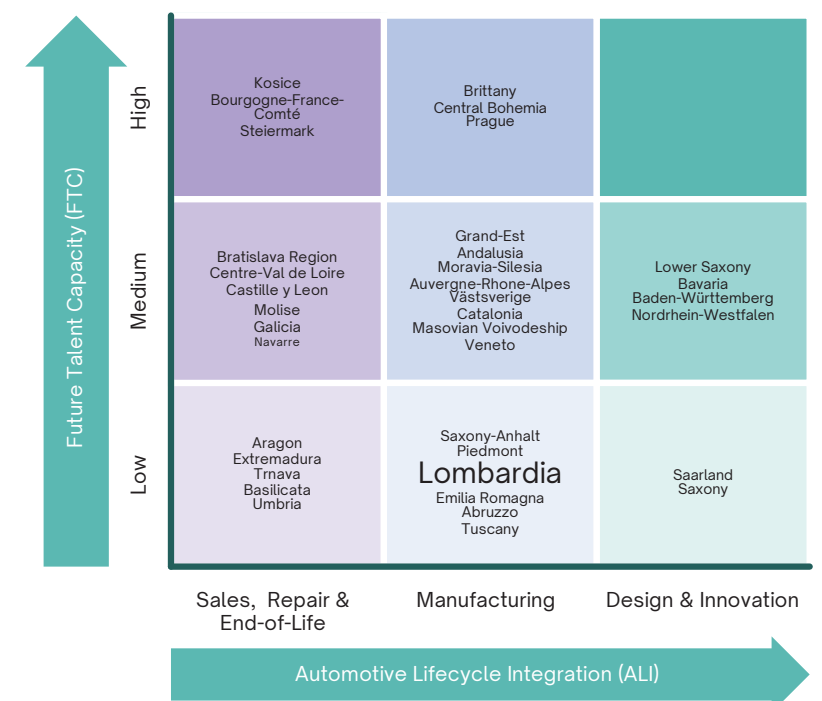 Future Talent Capacity (FTC)
High
Kosice
Bourgogne-France-
Comté
Steiermark
Brittany
Central Bohemia
Prague
Medium
Bratislava Region
Centre-Val de Loire
Castille y Leon
Molise
Galicia
Navarre
Grand-Est
Andalusia
Moravia-Silesia
Auvergne-Rhone-Alpes
Västsverige
Catalonia
Masovian Voivodeship
Veneto
Lower Saxony
Bavaria
Baden-Württemberg
Nordrhein-Westfalen
Low
Aragon
Extremadura
Trnava
Basilicata
Umbria
Saxony-Anhalt
Piedmont
Lombardia
Emilia Romagna
Abruzzo
Tuscany
Saarland
Saxony
Sales, Repair &
End-of-Life
Manufacturing
Design & Innovation
Automotive Lifecycle Integration (ALI)